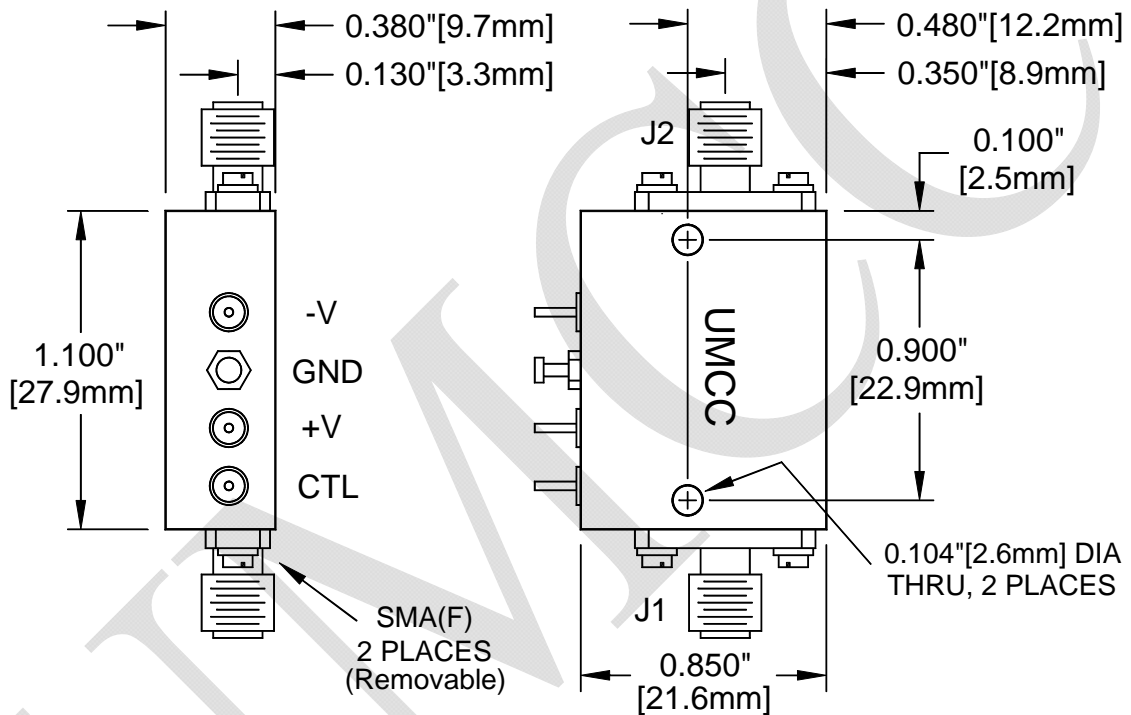 0.380"[9.7mm]
0.130"[3.3mm]
0.480"[12.2mm]
0.350"[8.9mm]
J2
0.100"
[2.5mm]
1.100"
[27.9mm]
-V
GND
+V
CTL
UMCC
0.900"
[22.9mm]
0.104"[2.6mm] DIA
THRU, 2 PLACES
SMA(F)
2 PLACES
(Removable)
J1
0.850"
[21.6mm]
UMCC